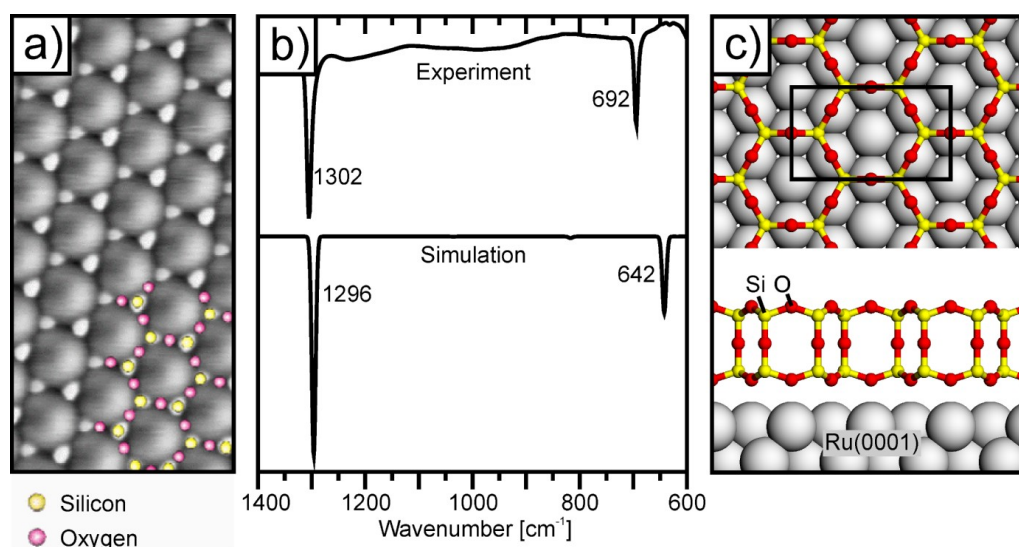 a)
Silicon
Oxygen
b)
Experiment
692
1302
Simulation
1296
642
1400 1200 1000 800 600
Wavenumber [cm⁻¹]
c)
Si O
Ru(0001)